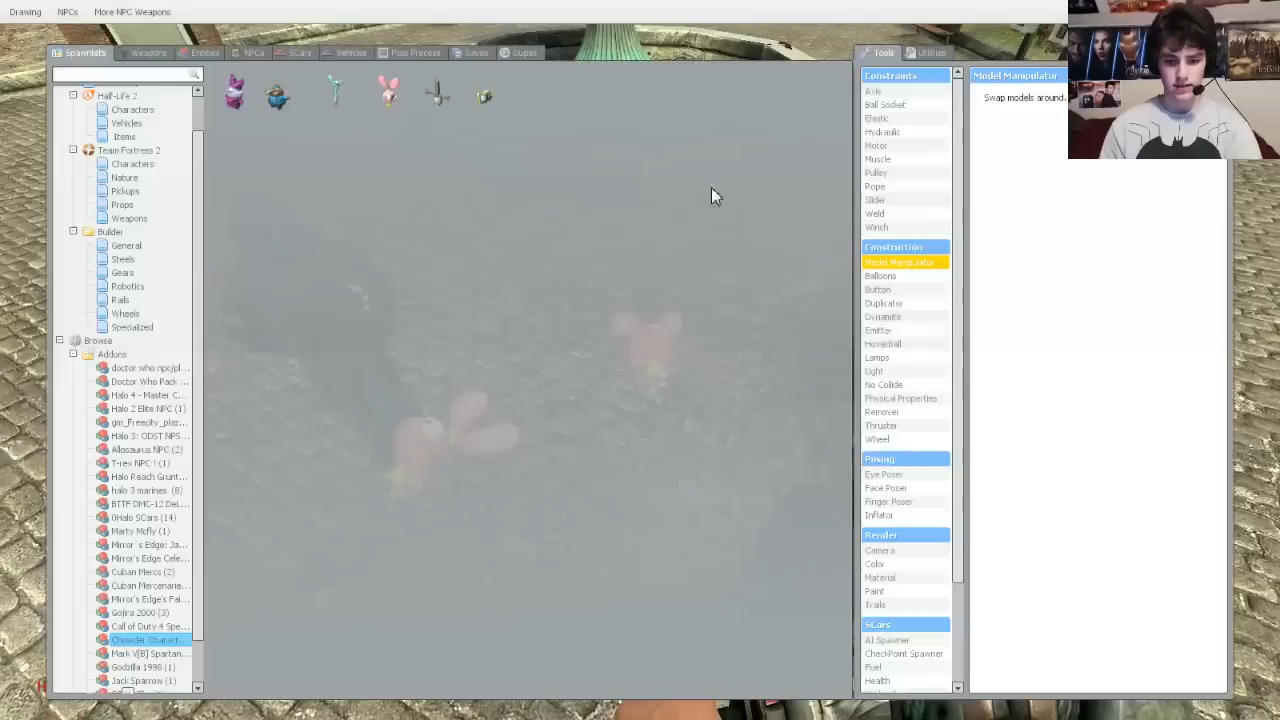 Drawing NPCs More NPC Weapons
Spawnlists Weapons Entities NPCs SCars Vehicles Post Process Saves Dupes
Tools Utilities
Half-Life 2
Characters
Vehicles
Items
Team Fortress 2
Characters
Nature
Pickups
Props
Weapons
Builder
General
Steels
Gears
Robotics
Rails
Wheels
Specialized
Browse
Addons
doctor who npc/pl...
Doctor Who Pack ...
Halo 4 - Master C...
Halo 2 Elite NPC (1)
gm_Freecity_plaz...
Halo 3: ODST NPS...
Allosaurus NPC (2)
T-rex NPC ! (1)
Halo Reach Grunt...
halo 3 marines (8)
BTTF DMC-12 DeL...
0Halo SCars (14)
Marty Mcfly (1)
Mirror`s Edge: Ja...
Mirror's Edge Cele...
Cuban Mercs (2)
Cuban Mercenarie...
Mirror's Edge's Fai...
Gojira 2000 (3)
Call of Duty 4 Spe...
Chowder Charact...
Mark V[B] Spartan...
Godzilla 1998 (1)
Jack Sparrow (1)
Constraints
Axis
Ball Socket
Elastic
Hydraulic
Motor
Muscle
Pulley
Rope
Slider
Weld
Winch
Construction
Model Manipulator
Balloons
Button
Duplicator
Dynamite
Emitter
Hoverball
Lamps
Light
No Collide
Physical Properties
Remover
Thruster
Wheel
Posing
Eye Poser
Face Poser
Finger Poser
Inflator
Render
Camera
Color
Material
Paint
Trails
SCars
AI Spawner
CheckPoint Spawner
Fuel
Health
Model Manipulator
Swap models around.